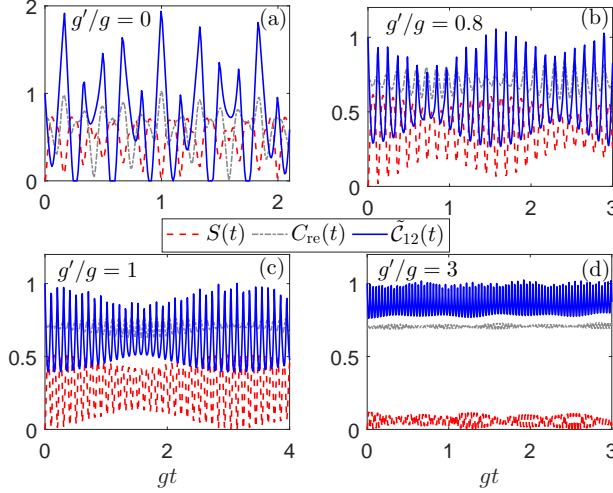 g′/g = 0 (a)
2
1
0
0 1 2
g′/g = 0.8 (b)
1
0.5
0
0 1 2 3
S(t) C_re(t) C̃_12(t)
g′/g = 1 (c)
1
0.5
0
0 2 4
gt
g′/g = 3 (d)
1
0.5
0
0 1 2 3
gt